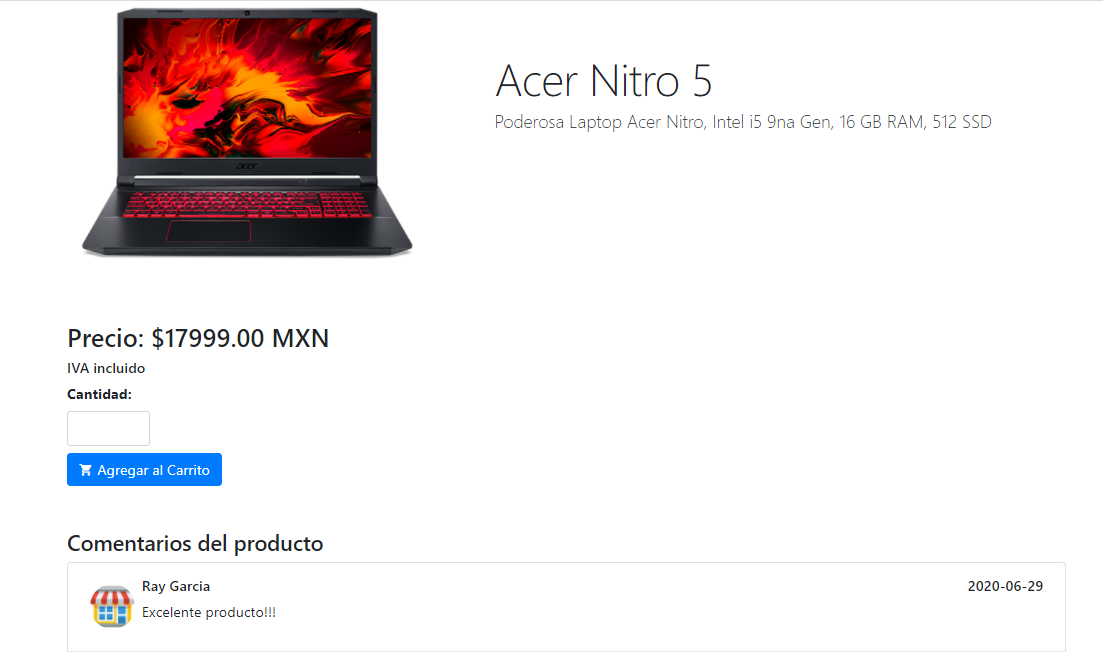 acer
Acer Nitro 5
Poderosa Laptop Acer Nitro, Intel i5 9na Gen, 16 GB RAM, 512 SSD
Precio: $17999.00 MXN
IVA incluido
Cantidad:
Agregar al Carrito
Comentarios del producto
Ray Garcia 2020-06-29
Excelente producto!!!